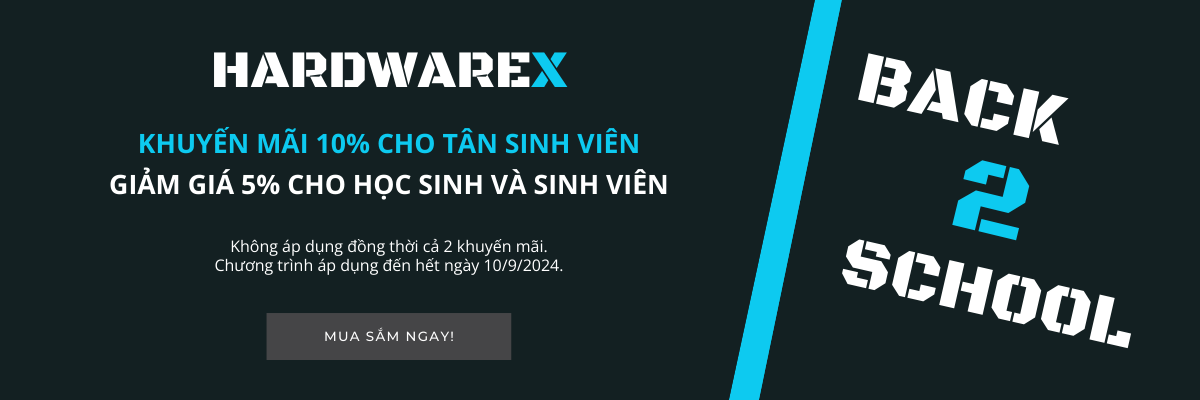 HARDWAREX
KHUYẾN MÃI 10% CHO TÂN SINH VIÊN
GIẢM GIÁ 5% CHO HỌC SINH VÀ SINH VIÊN
Không áp dụng đồng thời cả 2 khuyến mãi.
Chương trình áp dụng đến hết ngày 10/9/2024.
MUA SẮM NGAY!
BACK
2
SCHOOL